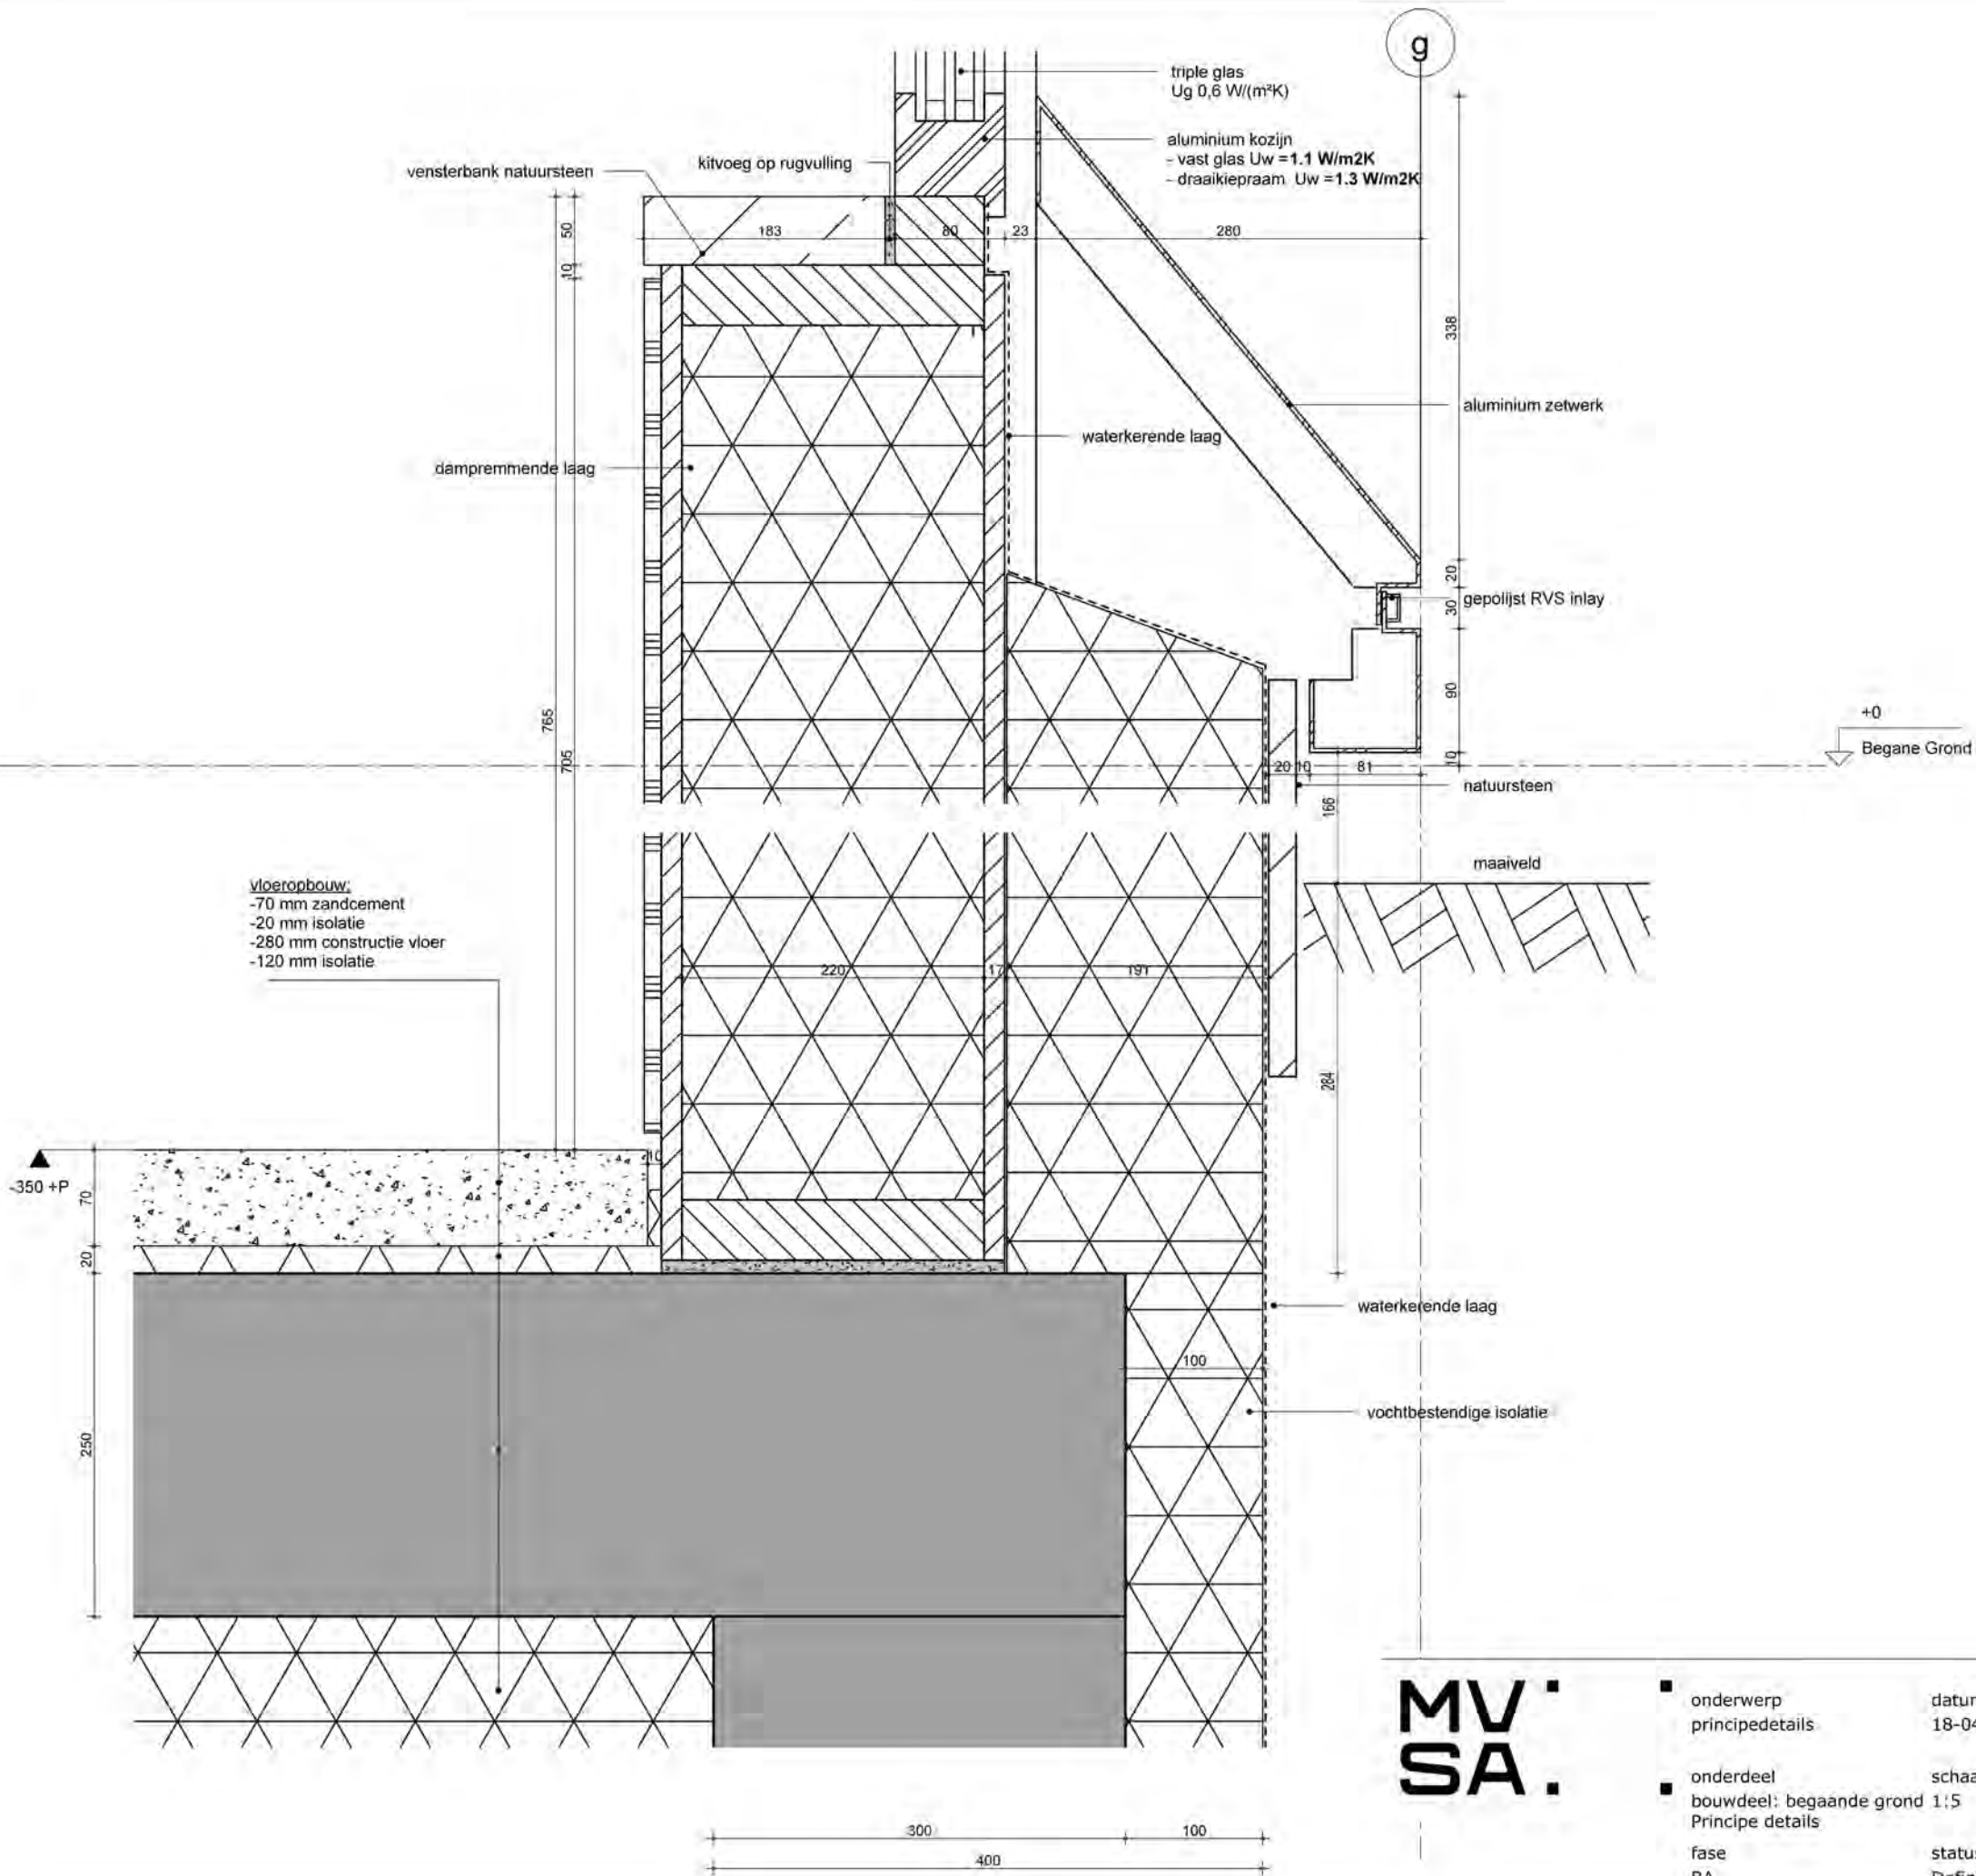 g
triple glas
Ug 0,6 W/(m²K)
aluminium kozijn
- vast glas Uw =1.1 W/m2K
- draaikiepraam Uw =1.3 W/m2K
kitvoeg op rugvulling
vensterbank natuursteen
183
80
23
280
50
10
338
aluminium zetwerk
waterkerende laag
dampremmende laag
20
30
gepolijst RVS inlay
90
10
765
705
+0
Begane Grond
20 10 81
natuursteen
166
maaiveld
vloeropbouw:
-70 mm zandcement
-20 mm isolatie
-280 mm constructie vloer
-120 mm isolatie
220
17
191
284
10
-350 +P
70
20
250
waterkerende laag
100
vochtbestendige isolatie
300
100
400
MV
SA
onderwerp
principedetails
onderdeel
bouwdeel: begaande grond 1:5
Principe details
fase